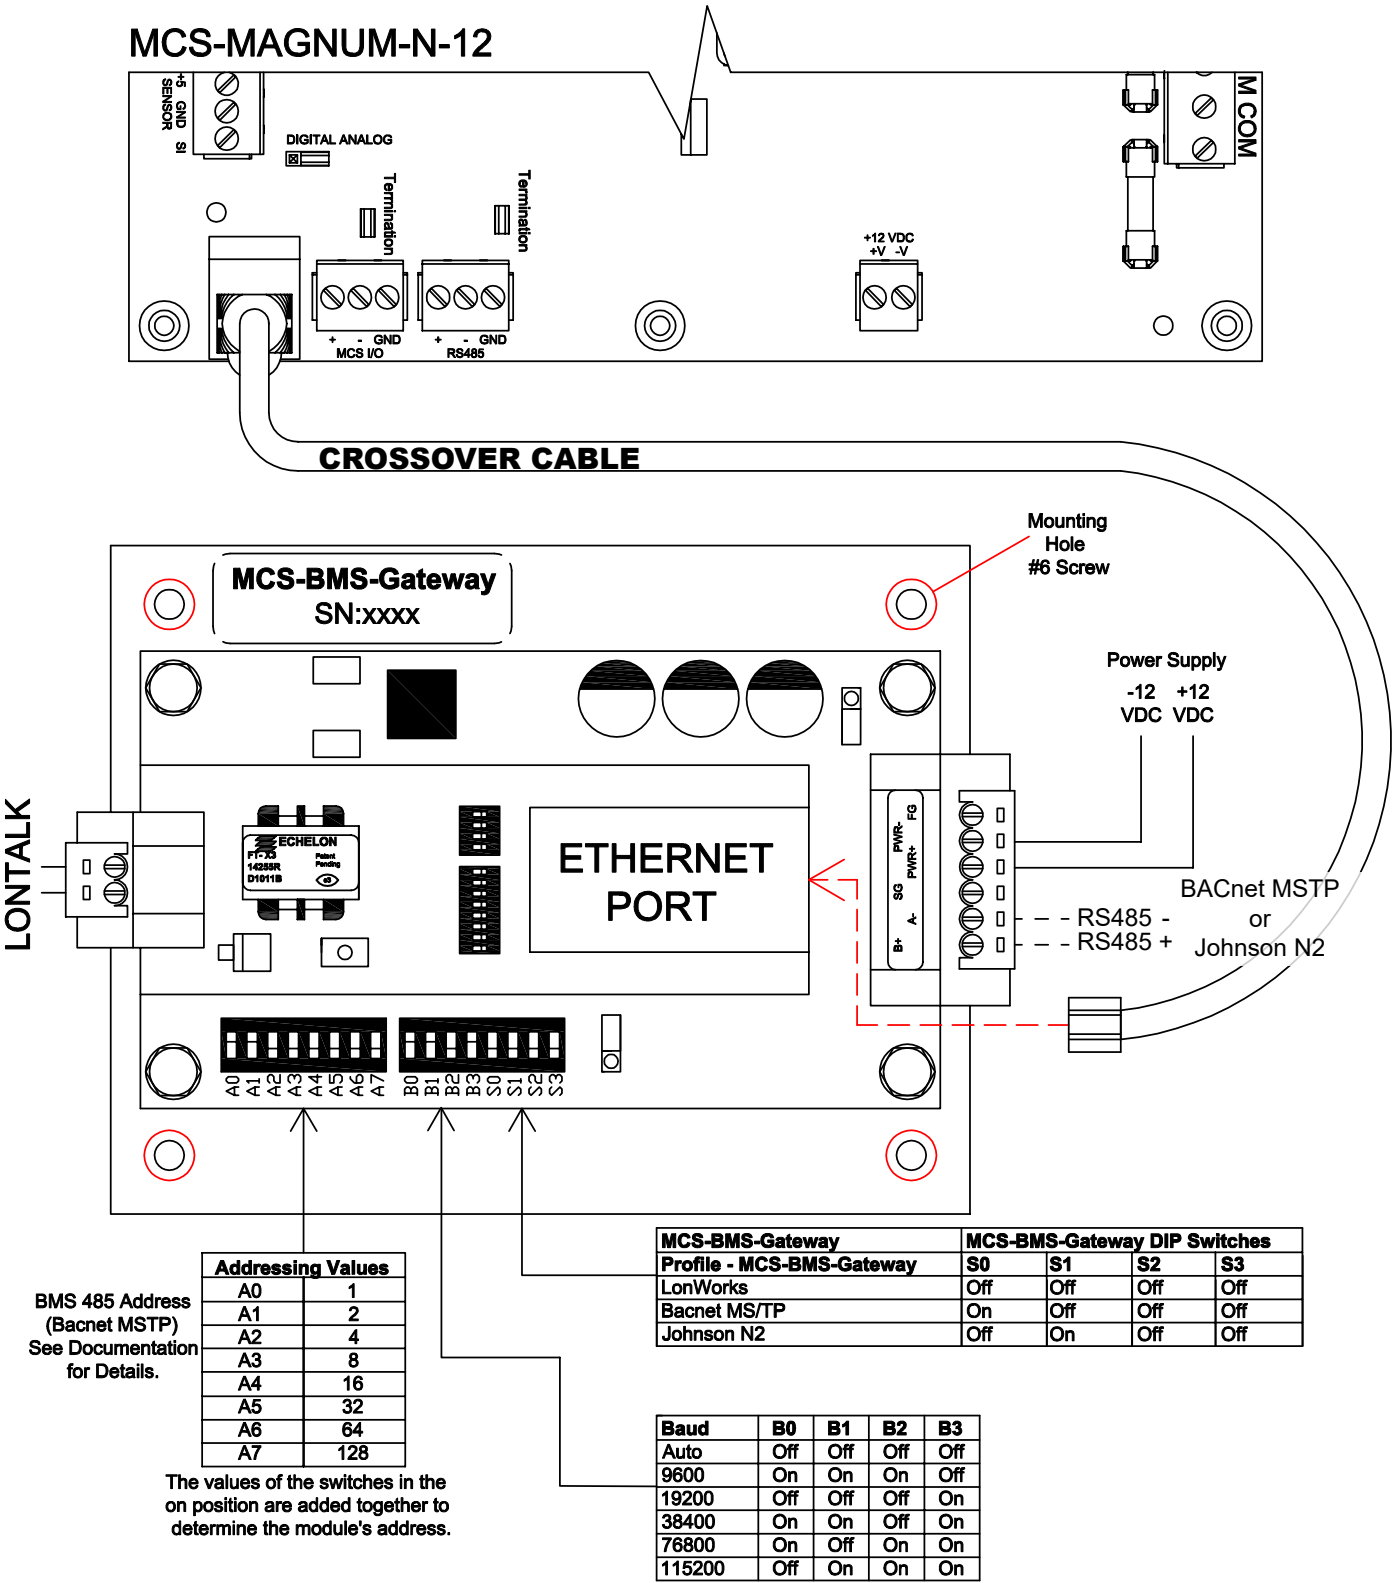 MCS-MAGNUM-N-12
+5 GND SI
SENSOR
DIGITAL ANALOG
Termination
Termination
M COM
+12 VDC
+V -V
+ - GND
MCS I/O
+ - GND
RS485
CROSSOVER CABLE
Mounting
Hole
#6 Screw
MCS-BMS-Gateway
SN:xxxx
Power Supply
-12 +12
VDC VDC
LONTALK
ECHELON
FT-X3
14255R
D1011B
Patent
Pending
e3
ETHERNET
PORT
FG
PWR-
PWR+
SG
A-
B+
RS485 -
RS485 +
BACnet MSTP
or
Johnson N2
A0 A1 A2 A3 A4 A5 A6 A7
B0 B1 B2 B3 S0 S1 S2 S3
MCS-BMS-Gateway MCS-BMS-Gateway DIP Switches
Profile - MCS-BMS-Gateway S0 S1 S2 S3
LonWorks Off Off Off Off
Bacnet MS/TP On Off Off Off
Johnson N2 Off On Off Off
BMS 485 Address
(Bacnet MSTP)
See Documentation
for Details.
Addressing Values
A0 1
A1 2
A2 4
A3 8
A4 16
A5 32
A6 64
A7 128
The values of the switches in the
on position are added together to
determine the module's address.
Baud B0 B1 B2 B3
Auto Off Off Off Off
9600 On On On Off
19200 Off Off Off On
38400 On On Off On
76800 On Off On On
115200 Off On On On